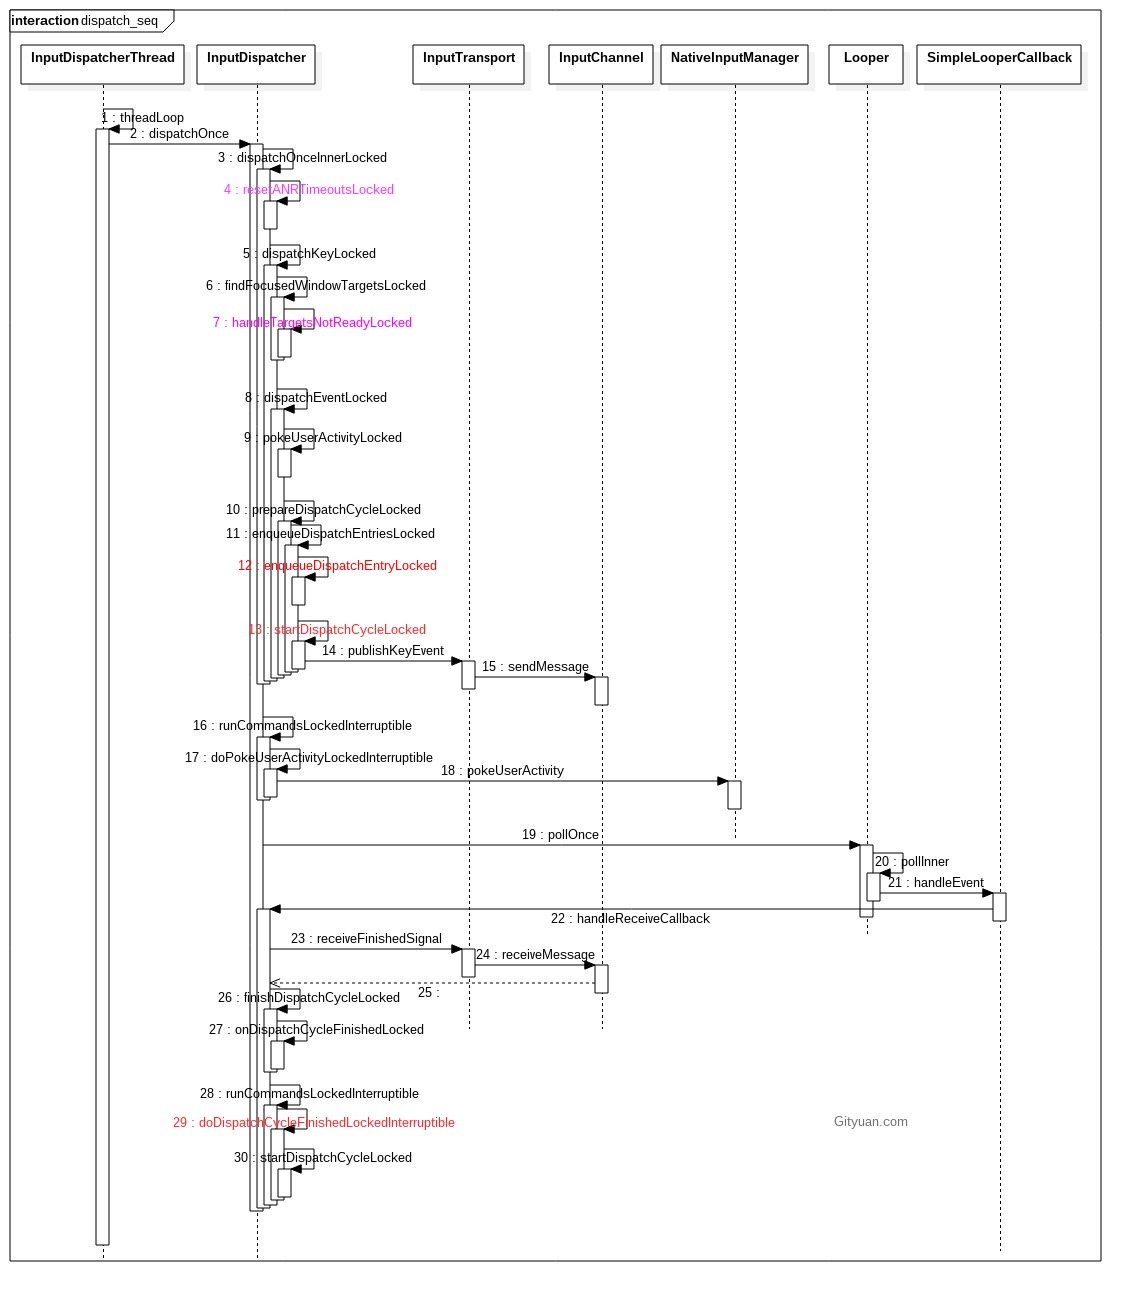 interaction dispatch_seq
InputDispatcherThread
InputDispatcher
InputTransport
InputChannel
NativeInputManager
Looper
SimpleLooperCallback
1 : threadLoop
2 : dispatchOnce
3 : dispatchOnceInnerLocked
4 : resetANRTimeoutsLocked
5 : dispatchKeyLocked
6 : findFocusedWindowTargetsLocked
7 : handleTargetsNotReadyLocked
8 : dispatchEventLocked
9 : pokeUserActivityLocked
10 : prepareDispatchCycleLocked
11 : enqueueDispatchEntriesLocked
12 : enqueueDispatchEntryLocked
13 : startDispatchCycleLocked
14 : publishKeyEvent
15 : sendMessage
16 : runCommandsLockedInterruptible
17 : doPokeUserActivityLockedInterruptible
18 : pokeUserActivity
19 : pollOnce
20 : pollInner
21 : handleEvent
22 : handleReceiveCallback
23 : receiveFinishedSignal
24 : receiveMessage
25 :
26 : finishDispatchCycleLocked
27 : onDispatchCycleFinishedLocked
28 : runCommandsLockedInterruptible
29 : doDispatchCycleFinishedLockedInterruptible
Gityuan.com
30 : startDispatchCycleLocked